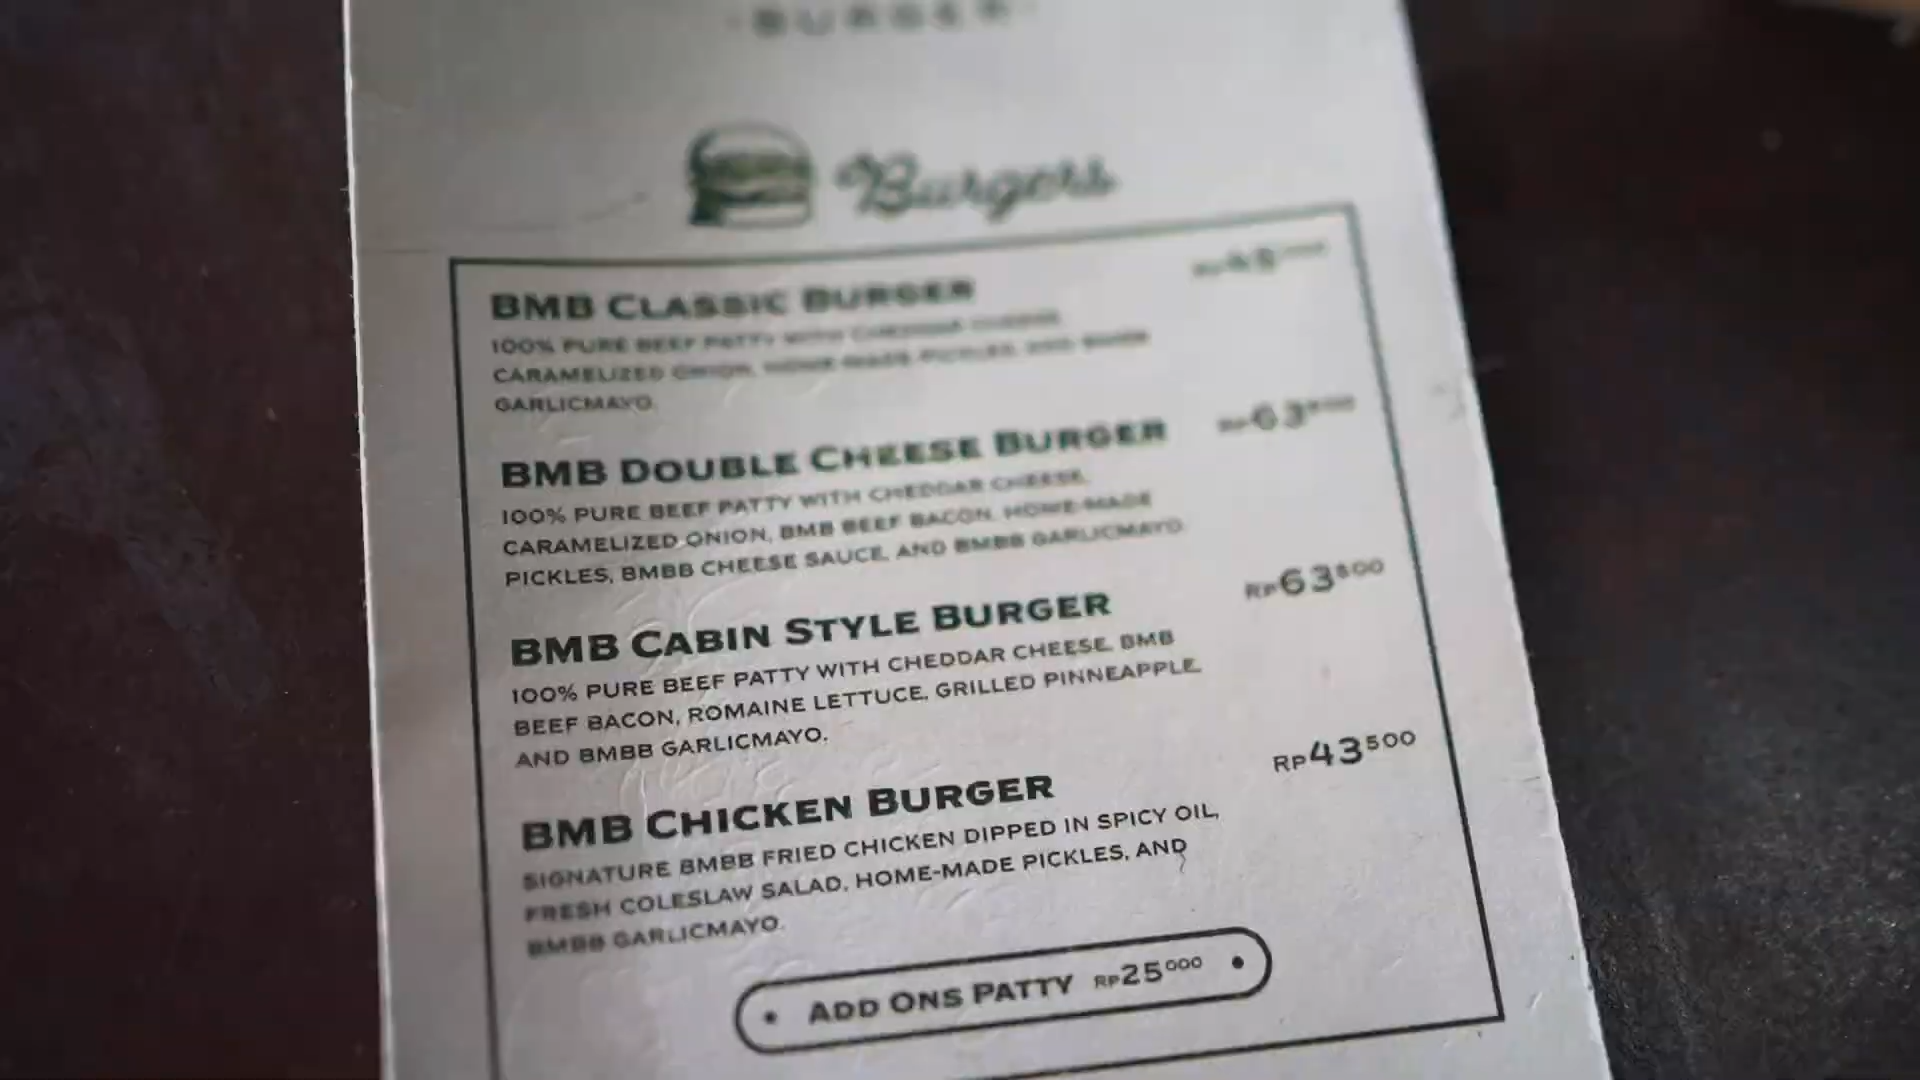 BURGER
Burgers
BMB CLASSIC BURGER
100% PURE BEEF PATTY WITH CHEDDAR CHEESE,
CARAMELIZED ONION, HOME-MADE PICKLES, AND BMBB
GARLICMAYO.
BMB DOUBLE CHEESE BURGER
100% PURE BEEF PATTY WITH CHEDDAR CHEESE,
CARAMELIZED ONION, BMB BEEF BACON, HOME-MADE
PICKLES, BMBB CHEESE SAUCE, AND BMBB GARLICMAYO.
RP63
BMB CABIN STYLE BURGER
RP63500
100% PURE BEEF PATTY WITH CHEDDAR CHEESE, BMB
BEEF BACON, ROMAINE LETTUCE, GRILLED PINNEAPPLE,
AND BMBB GARLICMAYO.
BMB CHICKEN BURGER
RP43500
SIGNATURE BMBB FRIED CHICKEN DIPPED IN SPICY OIL,
FRESH COLESLAW SALAD, HOME-MADE PICKLES, AND
BMBB GARLICMAYO.
• ADD ONS PATTY RP25000 •